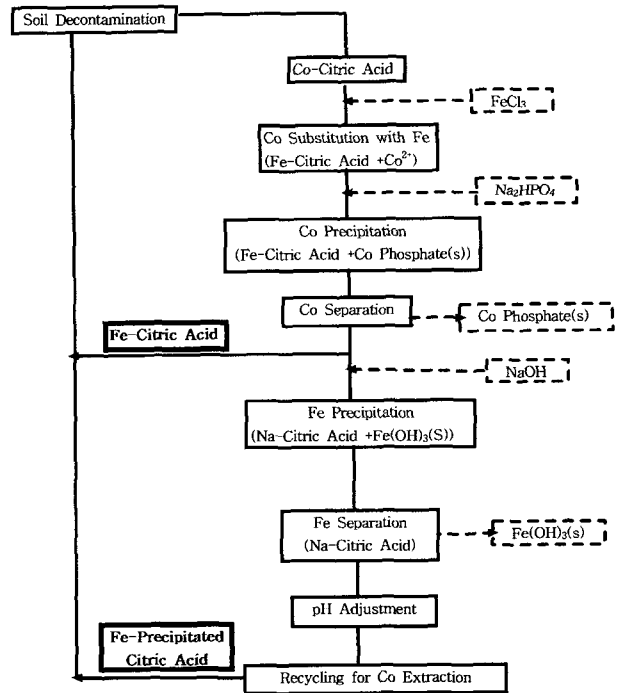 Soil Decontamination
Co-Citric Acid
FeCl₃
Co Substitution with Fe
(Fe-Citric Acid +Co²⁺)
Na₂HPO₄
Co Precipitation
(Fe-Citric Acid +Co Phosphate(s))
Co Separation
Co Phosphate(s)
Fe-Citric Acid
NaOH
Fe Precipitation
(Na-Citric Acid +Fe(OH)₃(S))
Fe Separation
(Na-Citric Acid)
Fe(OH)₃(s)
pH Adjustment
Fe-Precipitated
Citric Acid
Recycling for Co Extraction